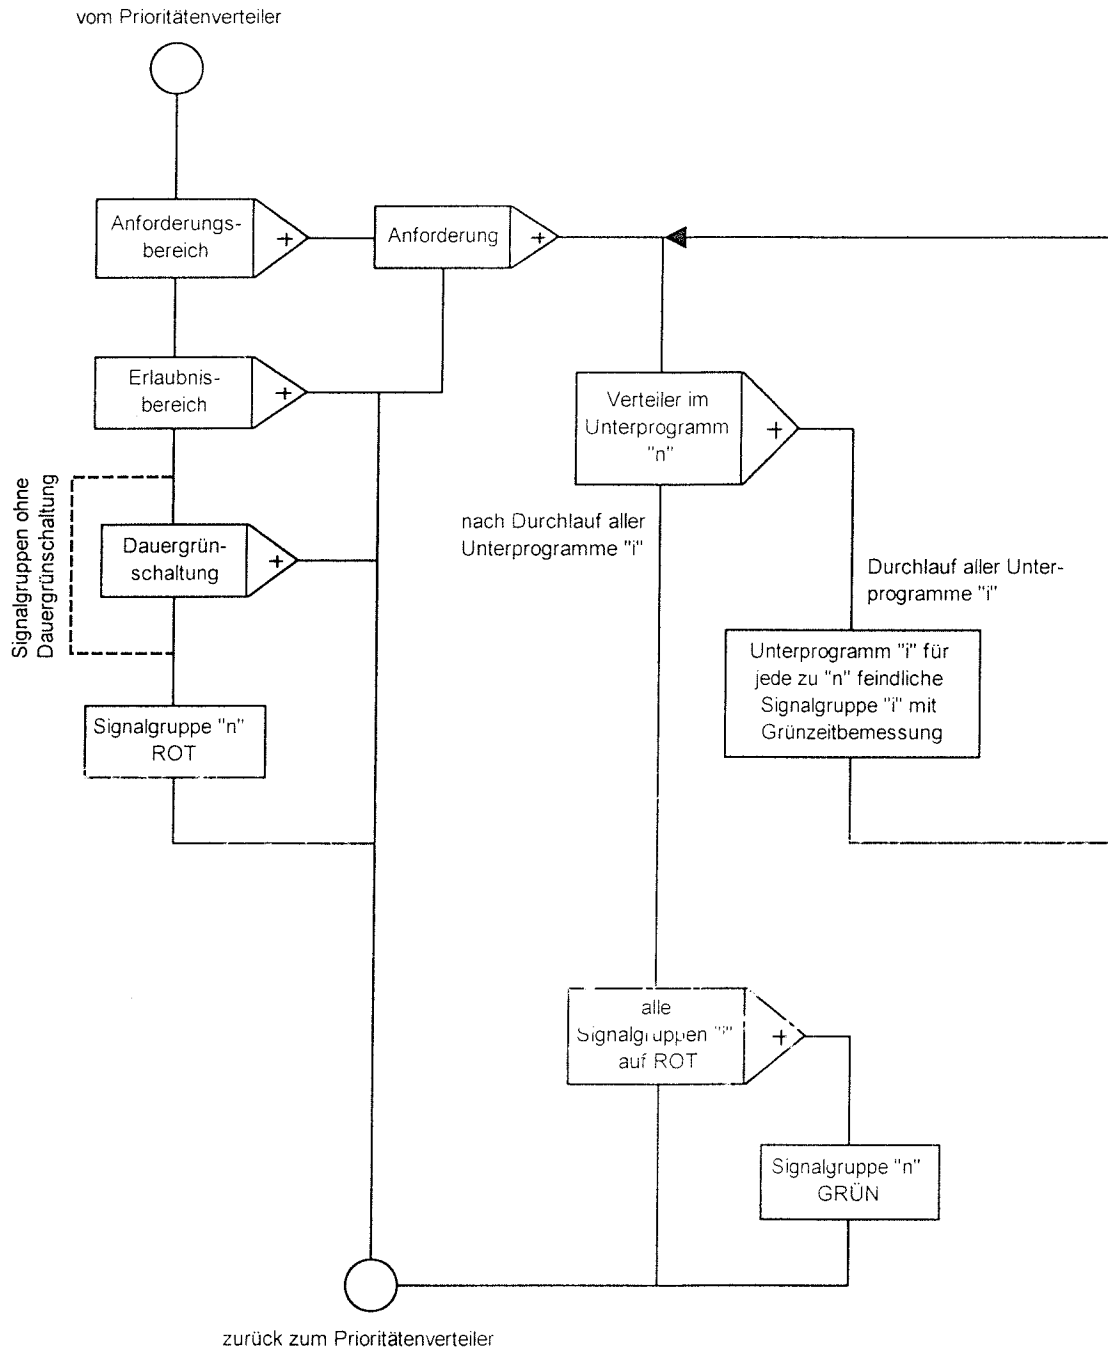 vom Prioritätenverteiler
Anforderungs-
bereich
+
Anforderung
+
Erlaubnis-
bereich
+
Verteiler im
Unterprogramm
"n"
+
Signalgruppen ohne
Dauergrünschaltung
Dauergrün-
schaltung
+
nach Durchlauf aller
Unterprogramme "i"
Durchlauf aller Unter-
programme "i"
Unterprogramm "i" für
jede zu "n" feindliche
Signalgruppe "i" mit
Grünzeitbemessung
Signalgruppe "n"
ROT
alle
Signalgruppen "i"
auf ROT
+
Signalgruppe "n"
GRÜN
zurück zum Prioritätenverteiler